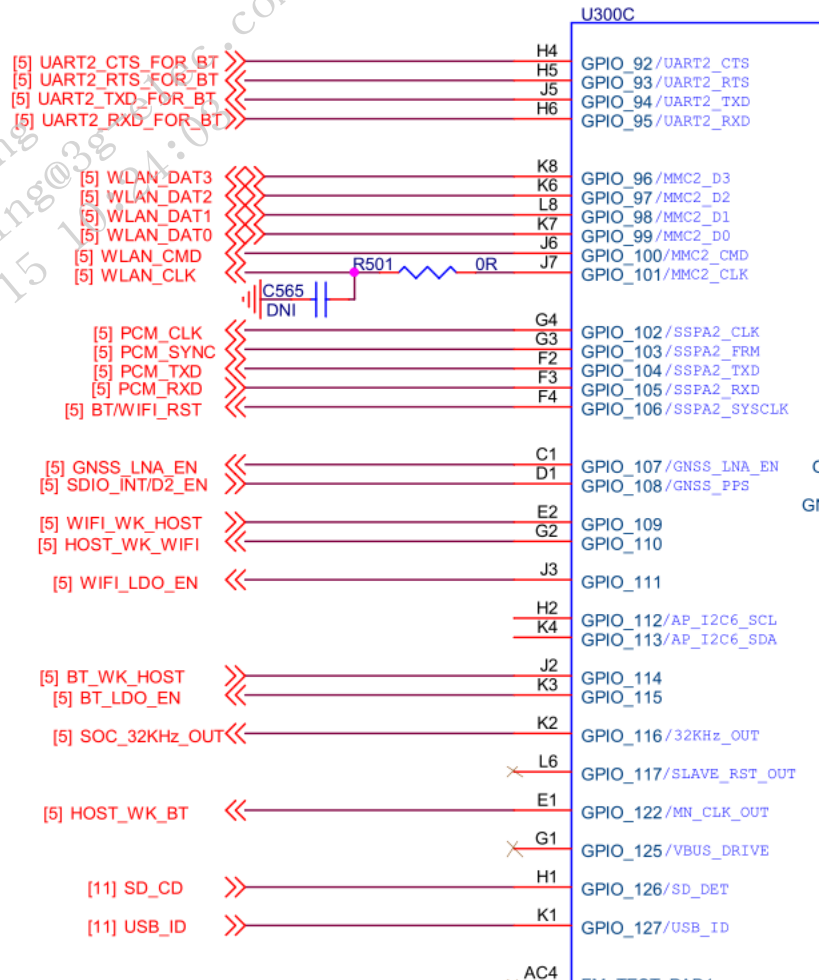 U300C
[5] UART2_CTS_FOR_BT H4 GPIO_92/UART2_CTS
[5] UART2_RTS_FOR_BT H5 GPIO_93/UART2_RTS
[5] UART2_TXD_FOR_BT J5 GPIO_94/UART2_TXD
[5] UART2_RXD_FOR_BT H6 GPIO_95/UART2_RXD
[5] WLAN_DAT3 K8 GPIO_96/MMC2_D3
[5] WLAN_DAT2 K6 GPIO_97/MMC2_D2
[5] WLAN_DAT1 L8 GPIO_98/MMC2_D1
[5] WLAN_DAT0 K7 GPIO_99/MMC2_D0
[5] WLAN_CMD J6 GPIO_100/MMC2_CMD
[5] WLAN_CLK R501 0R J7 GPIO_101/MMC2_CLK
C565
DNI
[5] PCM_CLK G4 GPIO_102/SSPA2_CLK
[5] PCM_SYNC G3 GPIO_103/SSPA2_FRM
[5] PCM_TXD F2 GPIO_104/SSPA2_TXD
[5] PCM_RXD F3 GPIO_105/SSPA2_RXD
[5] BT/WIFI_RST F4 GPIO_106/SSPA2_SYSCLK
[5] GNSS_LNA_EN C1 GPIO_107/GNSS_LNA_EN
[5] SDIO_INT/D2_EN D1 GPIO_108/GNSS_PPS
[5] WIFI_WK_HOST E2 GPIO_109
[5] HOST_WK_WIFI G2 GPIO_110
[5] WIFI_LDO_EN J3 GPIO_111
H2 GPIO_112/AP_I2C6_SCL
K4 GPIO_113/AP_I2C6_SDA
[5] BT_WK_HOST J2 GPIO_114
[5] BT_LDO_EN K3 GPIO_115
[5] SOC_32KHz_OUT K2 GPIO_116/32KHz_OUT
L6 GPIO_117/SLAVE_RST_OUT
[5] HOST_WK_BT E1 GPIO_122/MN_CLK_OUT
G1 GPIO_125/VBUS_DRIVE
[11] SD_CD H1 GPIO_126/SD_DET
[11] USB_ID K1 GPIO_127/USB_ID
AC4